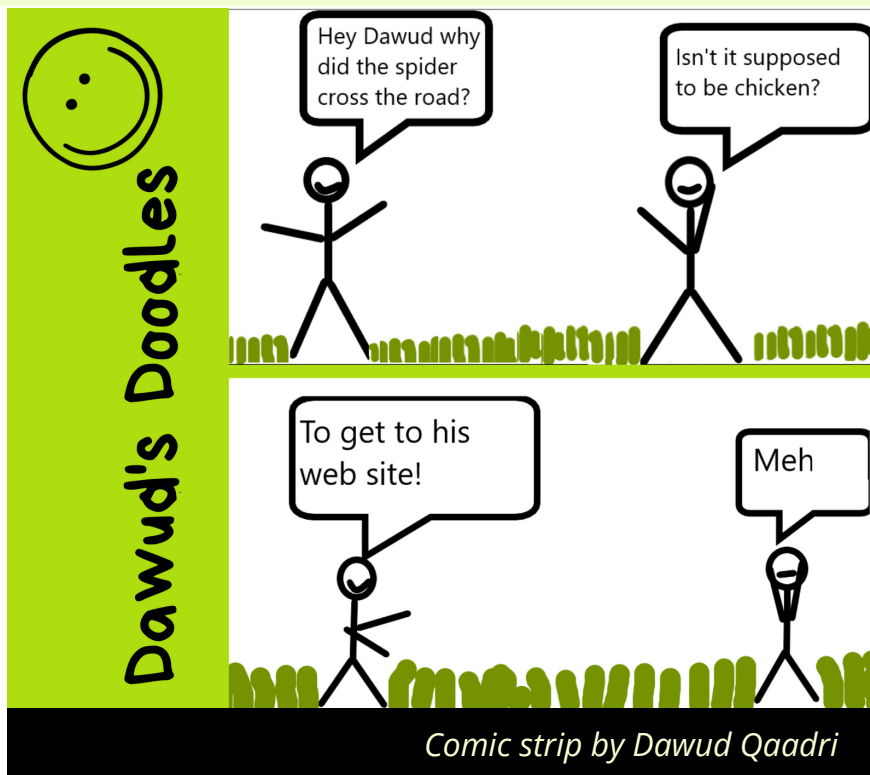 Dawud's Doodles
Hey Dawud why
did the spider
cross the road?
Isn't it supposed
to be chicken?
To get to his
web site!
Meh
Comic strip by Dawud Qaadri